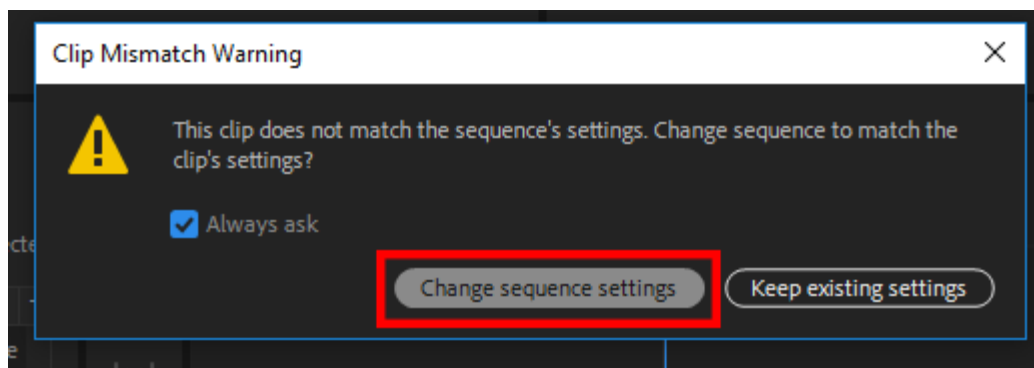 Clip Mismatch Warning
This clip does not match the sequence's settings. Change sequence to match the
clip's settings?
Always ask
Change sequence settings
Keep existing settings